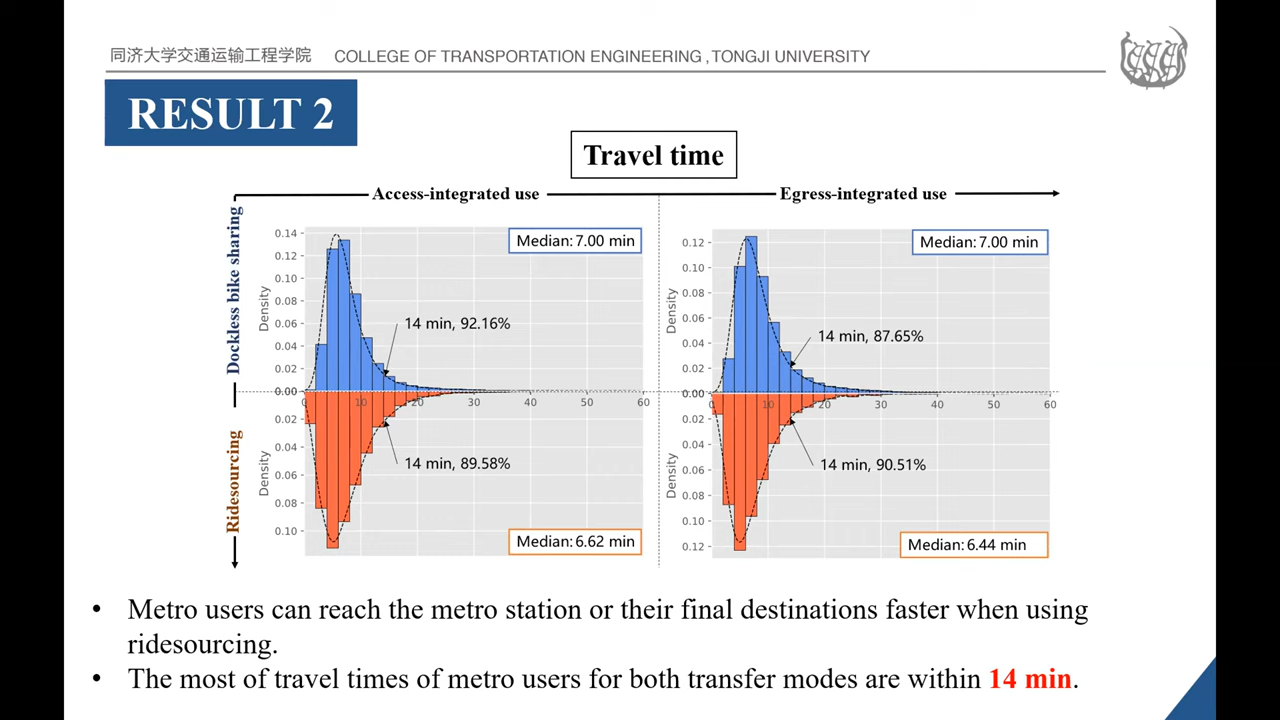 同济大学交通运输工程学院 COLLEGE OF TRANSPORTATION ENGINEERING , TONGJI UNIVERSITY
RESULT 2
Travel time
Access-integrated use
Egress-integrated use
Dockless bike sharing
Ridesourcing
Median: 7.00 min
14 min, 92.16%
0.14
0.12
0.10
0.08
0.06
0.04
0.02
0.00
Density
0 10 20 30 40 50 60
0.02
0.04
0.06
0.08
0.10
Density
14 min, 89.58%
Median: 6.62 min
Median: 7.00 min
14 min, 87.65%
0.12
0.10
0.08
0.06
0.04
0.02
0.00
Density
0 10 20 30 40 50 60
0.02
0.04
0.06
0.08
0.10
0.12
Density
14 min, 90.51%
Median: 6.44 min
• Metro users can reach the metro station or their final destinations faster when using
ridesourcing.
• The most of travel times of metro users for both transfer modes are within 14 min.